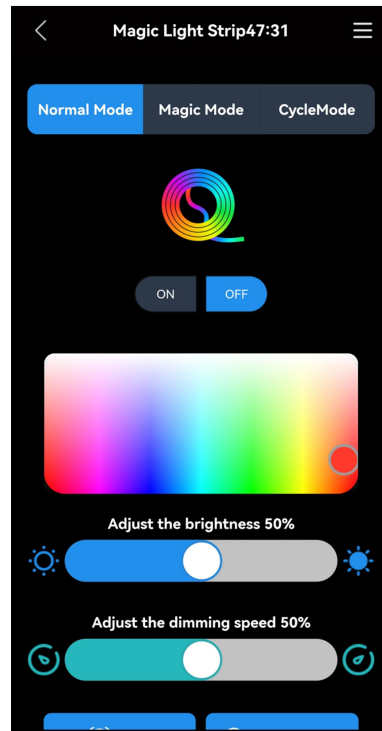 Magic Light Strip47:31
Normal Mode Magic Mode CycleMode
ON OFF
Adjust the brightness 50%
Adjust the dimming speed 50%